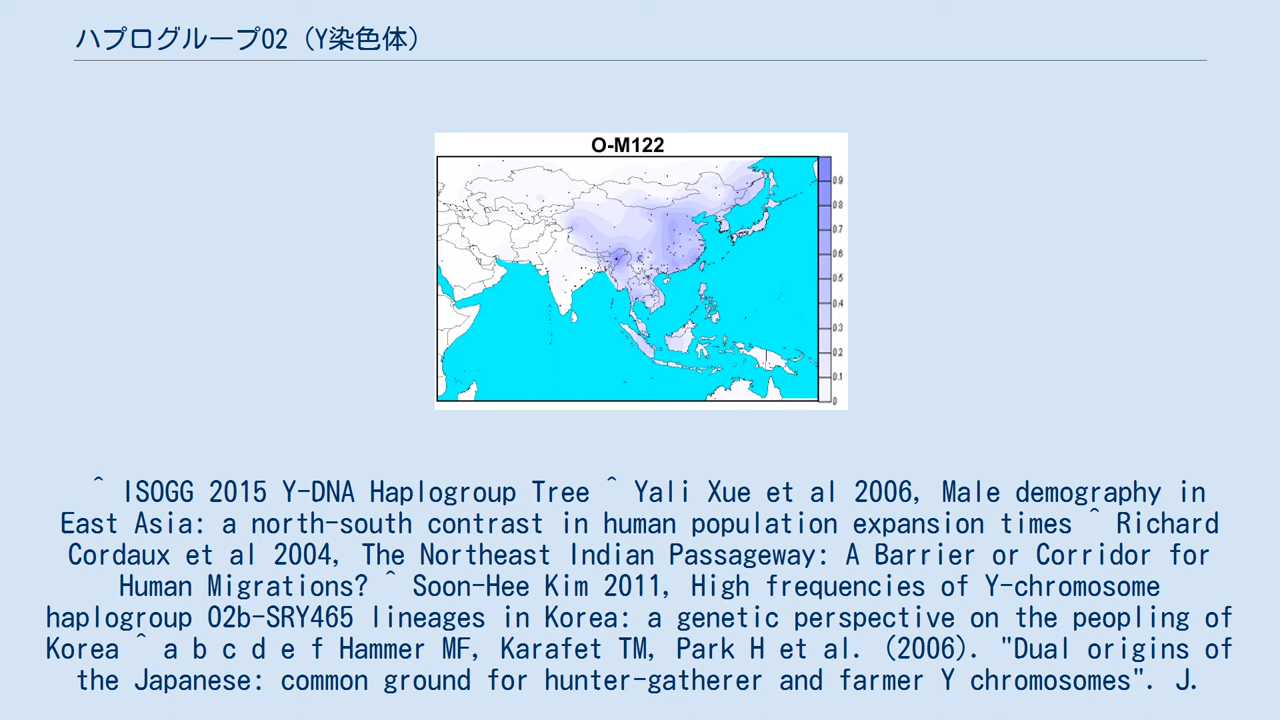 ハプログループO2（Y染色体）
O-M122
0.9
0.8
0.7
0.6
0.5
0.4
0.3
0.2
0.1
0
^ ISOGG 2015 Y-DNA Haplogroup Tree ^ Yali Xue et al 2006, Male demography in
East Asia: a north-south contrast in human population expansion times ^ Richard
Cordaux et al 2004, The Northeast Indian Passageway: A Barrier or Corridor for
Human Migrations? ^ Soon-Hee Kim 2011, High frequencies of Y-chromosome
haplogroup O2b-SRY465 lineages in Korea: a genetic perspective on the peopling of
Korea ^ a b c d e f Hammer MF, Karafet TM, Park H et al. (2006). "Dual origins of
the Japanese: common ground for hunter-gatherer and farmer Y chromosomes". J.